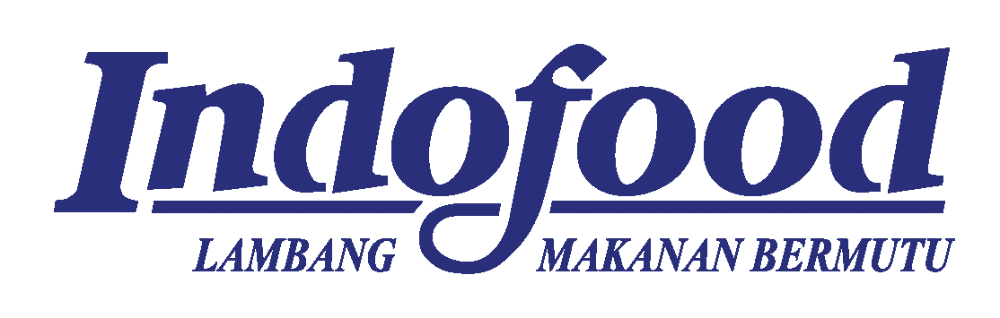 Indofood
LAMBANG MAKANAN BERMUTU